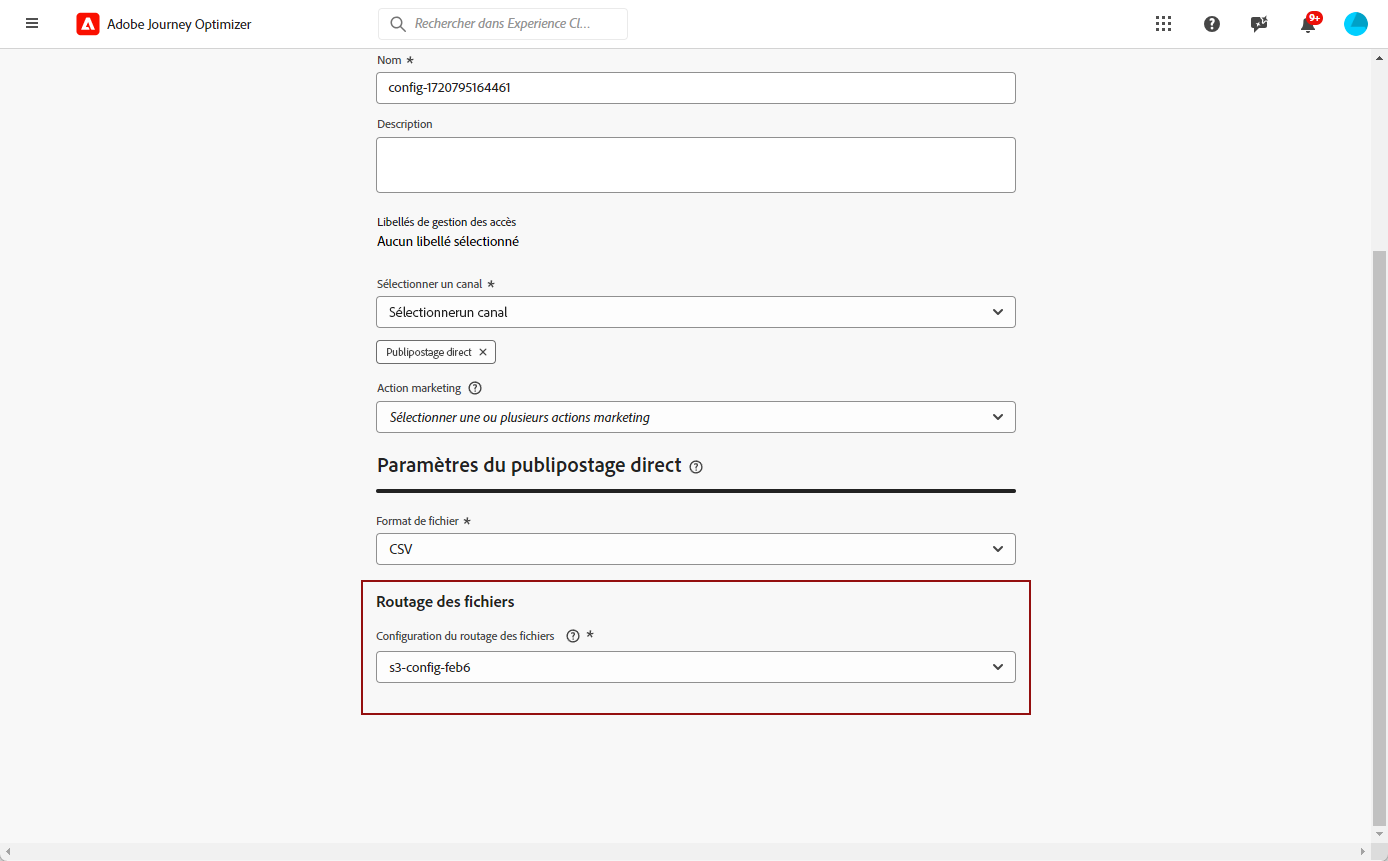 Adobe Journey Optimizer
Rechercher dans Experience Cl...
9+
Nom *
config-1720795164461
Description
Libellés de gestion des accès
Aucun libellé sélectionné
Sélectionner un canal *
Sélectionnerun canal
Publipostage direct
Action marketing
Sélectionner une ou plusieurs actions marketing
Paramètres du publipostage direct
Format de fichier *
CSV
Routage des fichiers
Configuration du routage des fichiers *
s3-config-feb6